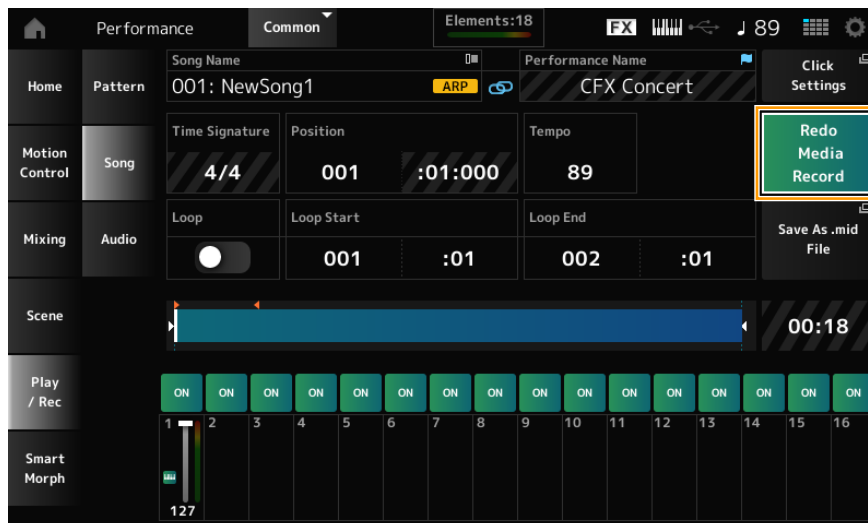 Performance
Common
Elements:18
FX
♩ 89
Home
Motion
Control
Mixing
Scene
Play
/ Rec
Smart
Morph
Pattern
Song
Audio
Song Name
001: NewSong1
ARP
Performance Name
CFX Concert
Click
Settings
Time Signature
4/4
Position
001 :01:000
Tempo
89
Redo
Media
Record
Loop
Loop Start
001 :01
Loop End
002 :01
Save As .mid
File
00:18
ON ON ON ON ON ON ON ON ON ON ON ON ON ON ON ON
1 2 3 4 5 6 7 8 9 10 11 12 13 14 15 16
127